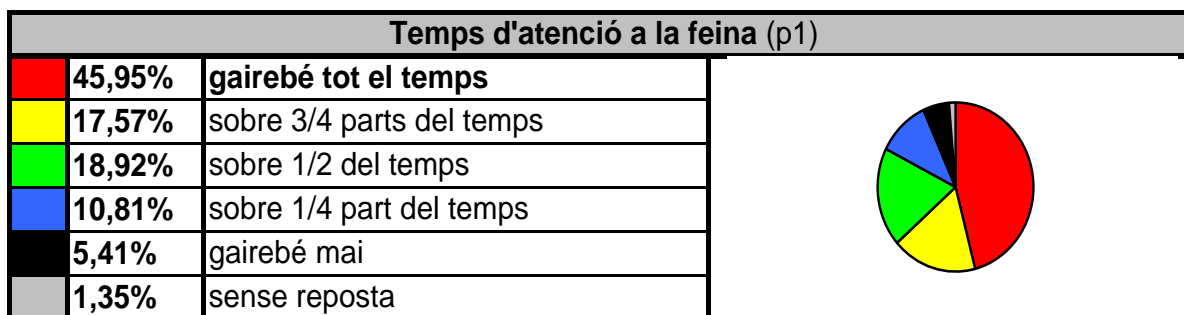 Temps d'atenció a la feina (p1)
45,95% gairebé tot el temps
17,57% sobre 3/4 parts del temps
18,92% sobre 1/2 del temps
10,81% sobre 1/4 part del temps
5,41% gairebé mai
1,35% sense reposta